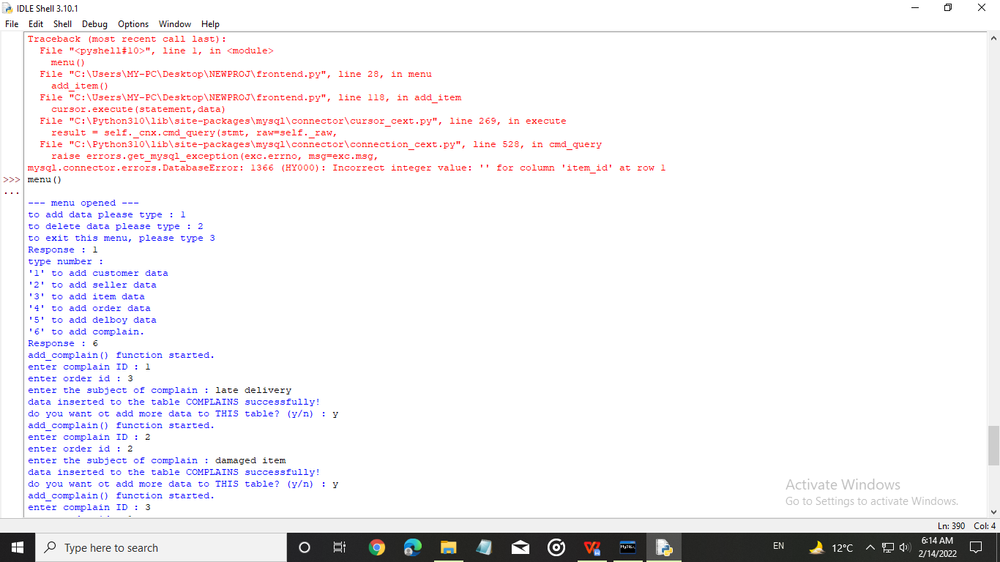 IDLE Shell 3.10.1
File Edit Shell Debug Options Window Help
Traceback (most recent call last):
File "<pyshell#10>", line 1, in <module>
menu()
File "C:\Users\MY-PC\Desktop\NEWPROJ\frontend.py", line 28, in menu
add_item()
File "C:\Users\MY-PC\Desktop\NEWPROJ\frontend.py", line 118, in add_item
cursor.execute(statement,data)
File "C:\Python310\lib\site-packages\mysql\connector\cursor_cext.py", line 269, in execute
result = self._cnx.cmd_query(stmt, raw=self._raw,
File "C:\Python310\lib\site-packages\mysql\connector\connection_cext.py", line 528, in cmd_query
raise errors.get_mysql_exception(exc.errno, msg=exc.msg,
mysql.connector.errors.DatabaseError: 1366 (HY000): Incorrect integer value: '' for column 'item_id' at row 1
>>> menu()
...
--- menu opened ---
to add data please type : 1
to delete data please type : 2
to exit this menu, please type 3
Response : 1
type number :
'1' to add customer data
'2' to add seller data
'3' to add item data
'4' to add order data
'5' to add delboy data
'6' to add complain.
Response : 6
add_complain() function started.
enter complain ID : 1
enter order id : 3
enter the subject of complain : late delivery
data inserted to the table COMPLAINS successfully!
do you want ot add more data to THIS table? (y/n) : y
add_complain() function started.
enter complain ID : 2
enter order id : 2
enter the subject of complain : damaged item
data inserted to the table COMPLAINS successfully!
do you want ot add more data to THIS table? (y/n) : y
add_complain() function started.
enter complain ID : 3
Activate Windows
Go to Settings to activate Windows.
Ln: 390 Col: 4
Type here to search
EN
12°C
6:14 AM
2/14/2022